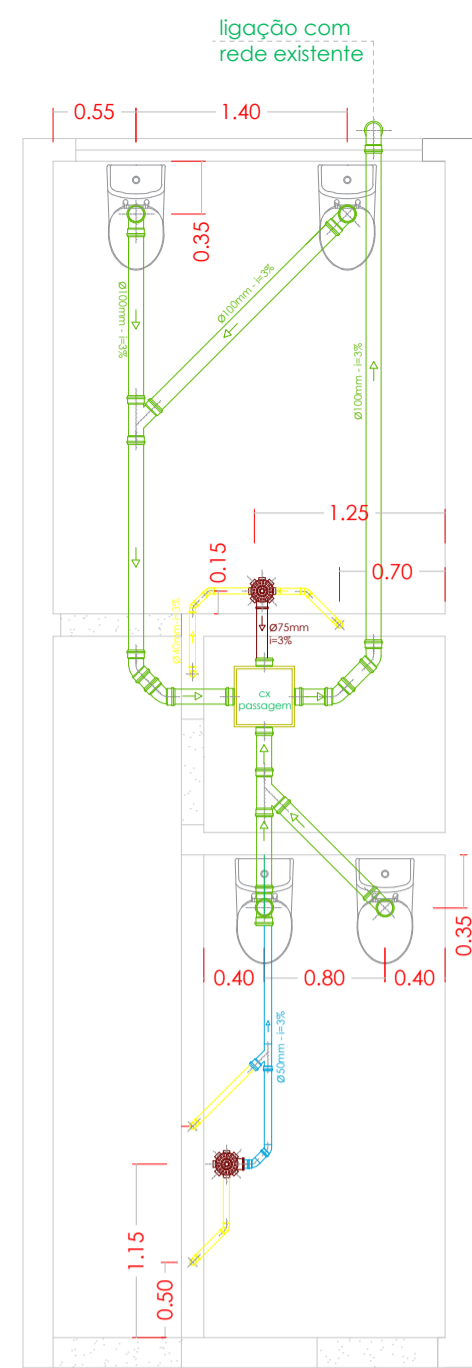 ligação com
rede existente
0.55
1.40
0.35
Ø100mm - i=3%
Ø100mm - i=3%
Ø100mm - i=3%
1.25
0.15
0.70
Ø40mm - i=3%
Ø75mm
i=3%
cx
passagem
0.35
0.40
0.80
0.40
Ø50mm - i=3%
1.15
0.50